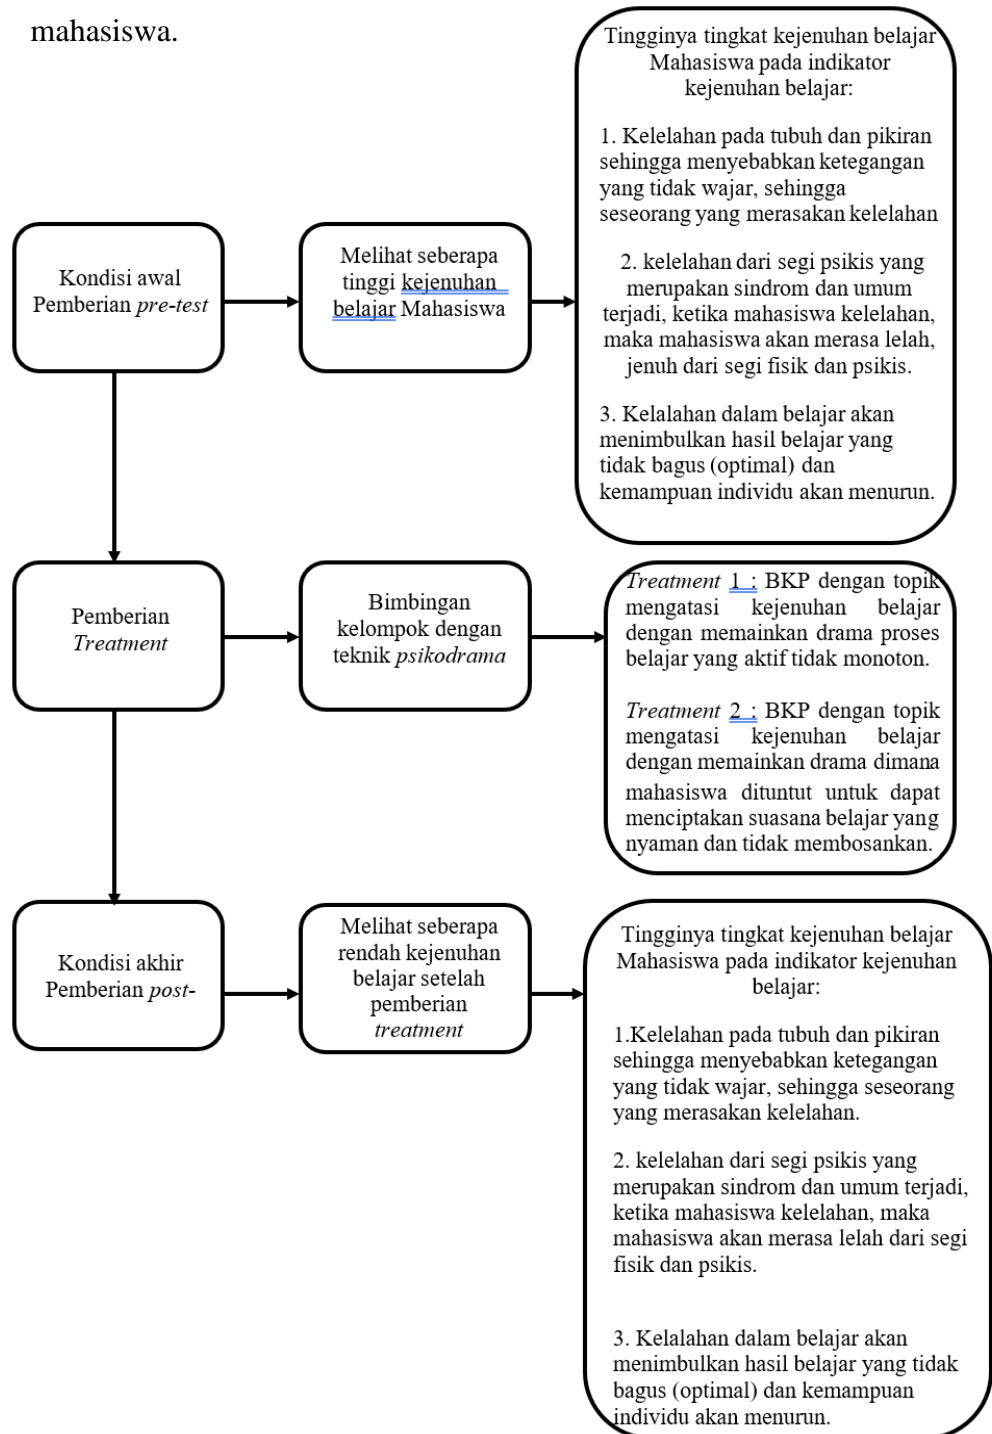 mahasiswa.
Tingginya tingkat kejenuhan belajar
Mahasiswa pada indikator
kejenuhan belajar:
1. Kelelahan pada tubuh dan pikiran
sehingga menyebabkan ketegangan
yang tidak wajar, sehingga
seseorang yang merasakan kelelahan
2. kelelahan dari segi psikis yang
merupakan sindrom dan umum
terjadi, ketika mahasiswa kelelahan,
maka mahasiswa akan merasa lelah,
jenuh dari segi fisik dan psikis.
3. Kelalahan dalam belajar akan
menimbulkan hasil belajar yang
tidak bagus (optimal) dan
kemampuan individu akan menurun.
Kondisi awal
Pemberian pre-test
Melihat seberapa
tinggi kejenuhan
belajar Mahasiswa
Pemberian
Treatment
Bimbingan
kelompok dengan
teknik psikodrama
Treatment 1 : BKP dengan topik
mengatasi kejenuhan belajar
dengan memainkan drama proses
belajar yang aktif tidak monoton.
Treatment 2 : BKP dengan topik
mengatasi kejenuhan belajar
dengan memainkan drama dimana
mahasiswa dituntut untuk dapat
menciptakan suasana belajar yang
nyaman dan tidak membosankan.
Kondisi akhir
Pemberian post-
Melihat seberapa
rendah kejenuhan
belajar setelah
pemberian
treatment
Tingginya tingkat kejenuhan belajar
Mahasiswa pada indikator kejenuhan
belajar:
1.Kelelahan pada tubuh dan pikiran
sehingga menyebabkan ketegangan
yang tidak wajar, sehingga seseorang
yang merasakan kelelahan.
2. kelelahan dari segi psikis yang
merupakan sindrom dan umum terjadi,
ketika mahasiswa kelelahan, maka
mahasiswa akan merasa lelah dari segi
fisik dan psikis.
3. Kelalahan dalam belajar akan
menimbulkan hasil belajar yang tidak
bagus (optimal) dan kemampuan
individu akan menurun.